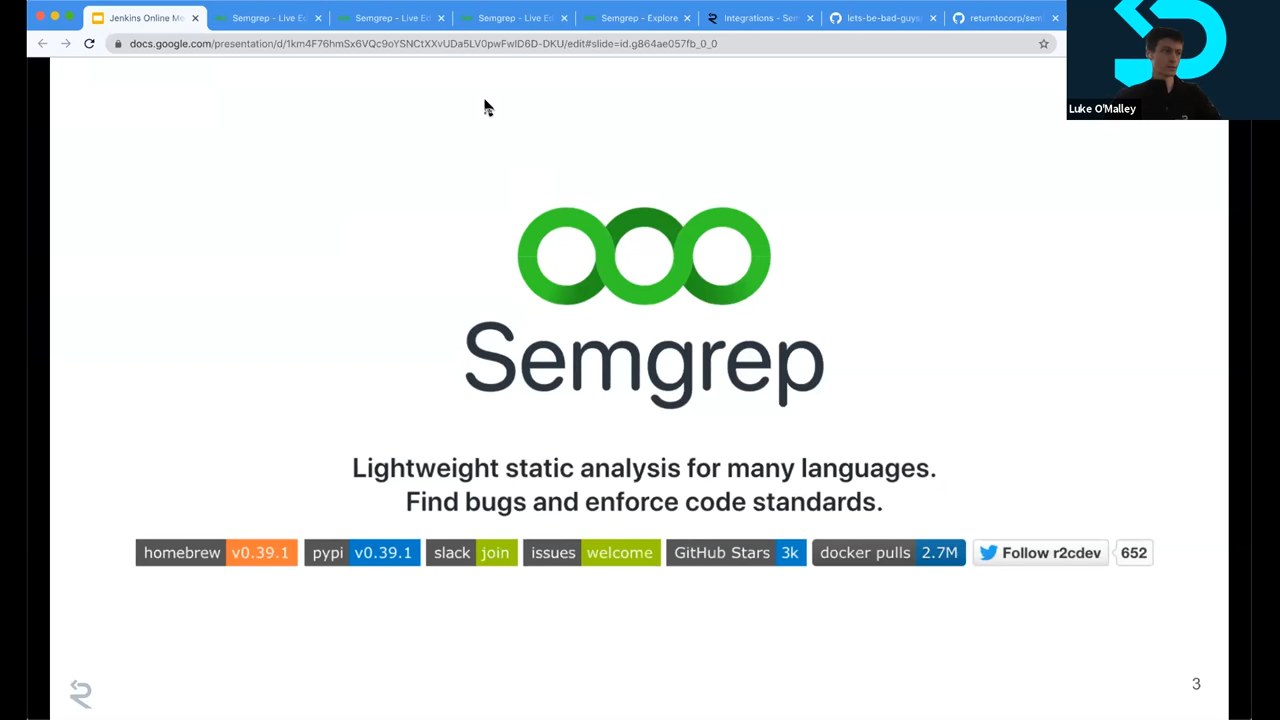 Jenkins Online Me
Semgrep - Live Ed
Semgrep - Live Ed
Semgrep - Live Ed
Semgrep - Explore
Integrations - Sem
lets-be-bad-guys
returntocorp/sem
docs.google.com/presentation/d/1km4F76hmSx6VQc9oYSNCtXXvUDa5LV0pwFwID6D-DKU/edit#slide=id.g864ae057fb_0_0
Luke O'Malley
Semgrep
Lightweight static analysis for many languages.
Find bugs and enforce code standards.
homebrew v0.39.1 pypi v0.39.1 slack join issues welcome GitHub Stars 3k docker pulls 2.7M Follow r2cdev 652
3